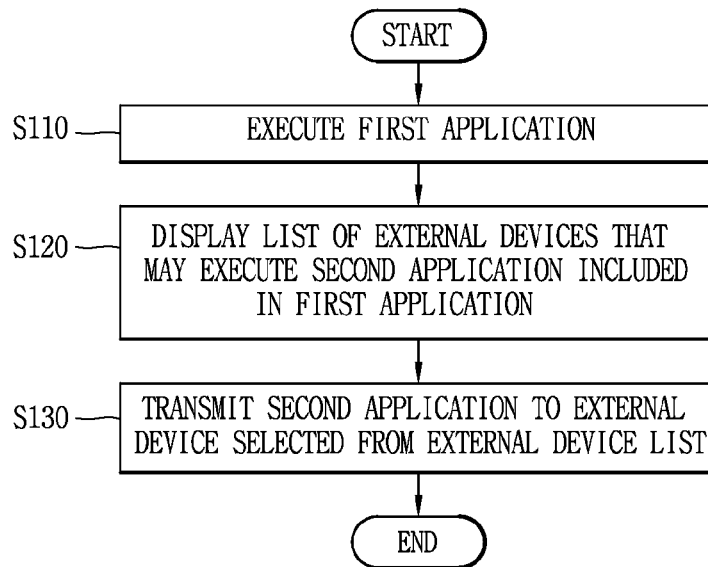 START
S110
EXECUTE FIRST APPLICATION
S120
DISPLAY LIST OF EXTERNAL DEVICES THAT
MAY EXECUTE SECOND APPLICATION INCLUDED
IN FIRST APPLICATION
S130
TRANSMIT SECOND APPLICATION TO EXTERNAL
DEVICE SELECTED FROM EXTERNAL DEVICE LIST
END